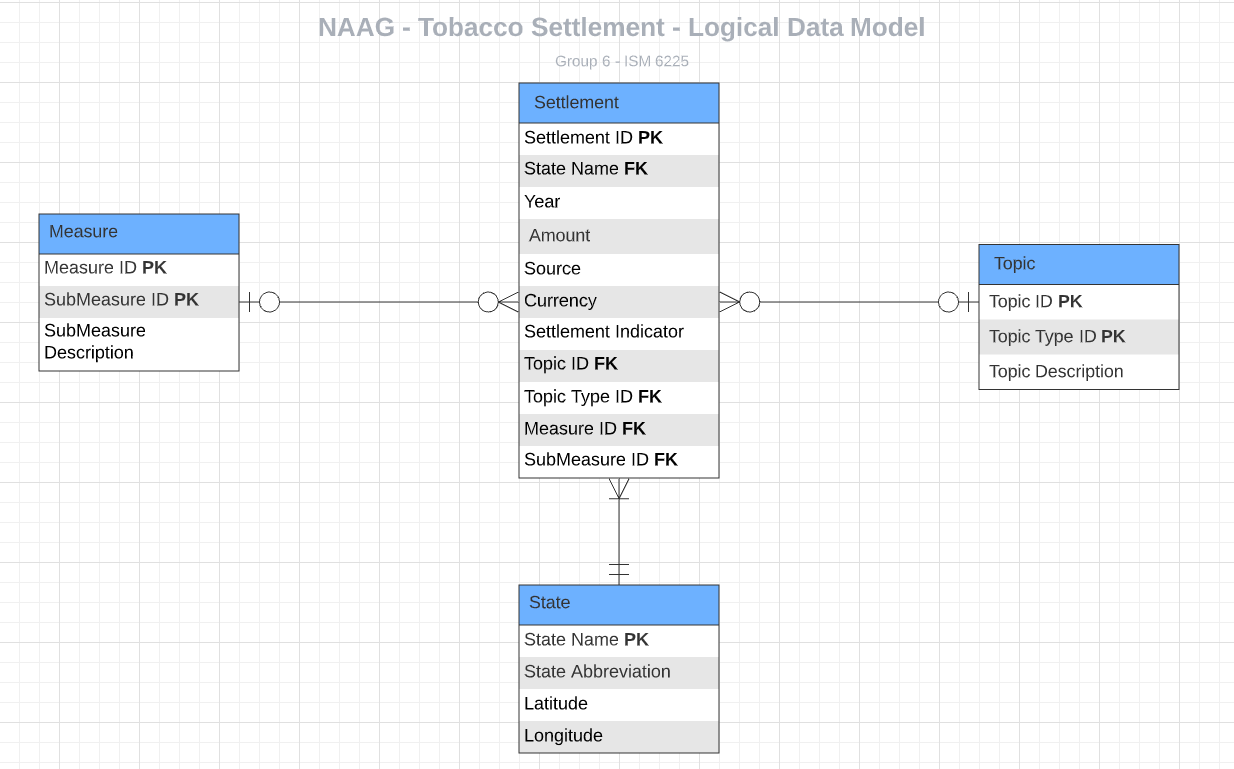 NAAG - Tobacco Settlement - Logical Data Model
Group 6 - ISM 6225
Settlement
Settlement ID PK
State Name FK
Year
Amount
Source
Currency
Settlement Indicator
Topic ID FK
Topic Type ID FK
Measure ID FK
SubMeasure ID FK
Measure
Measure ID PK
SubMeasure ID PK
SubMeasure
Description
Topic
Topic ID PK
Topic Type ID PK
Topic Description
State
State Name PK
State Abbreviation
Latitude
Longitude